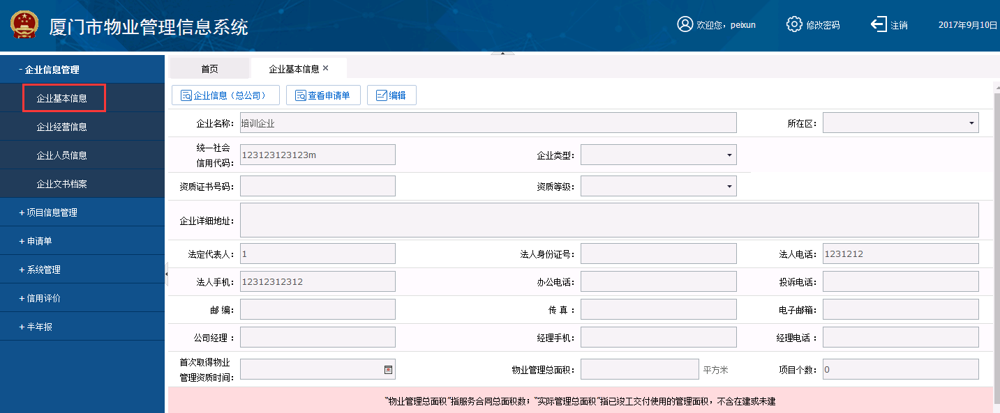 厦门市物业管理信息系统
欢迎您，peixun
修改密码
注销
2017年9月10日
- 企业信息管理
企业基本信息
企业经营信息
企业人员信息
企业文书档案
+ 项目信息管理
+ 申请单
+ 系统管理
+ 信用评价
+ 半年报
首页
企业基本信息 ×
企业信息（总公司）
查看申请单
编辑
企业名称：
培训企业
所在区：
统一社会
信用代码：
123123123123m
企业类型：
资质证书号码：
资质等级：
企业详细地址：
法定代表人：
1
法人身份证号：
法人电话：
1231212
法人手机：
12312312312
办公电话：
投诉电话：
邮 编：
传 真 ：
电子邮箱：
公司经理 ：
经理手机：
经理电话 ：
首次取得物业
管理资质时间：
物业管理总面积：
平方米
项目个数：
0
“物业管理总面积”指服务合同总面积数；“实际管理总面积”指已竣工交付使用的管理面积，不含在建或未建